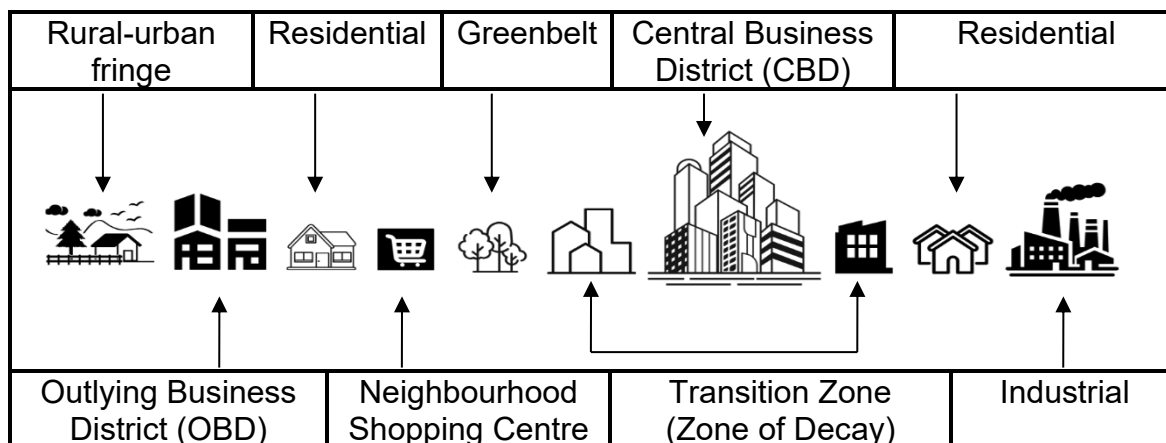 Rural-urban
fringe
Residential
Greenbelt
Central Business
District (CBD)
Residential
Outlying Business
District (OBD)
Neighbourhood
Shopping Centre
Transition Zone
(Zone of Decay)
Industrial